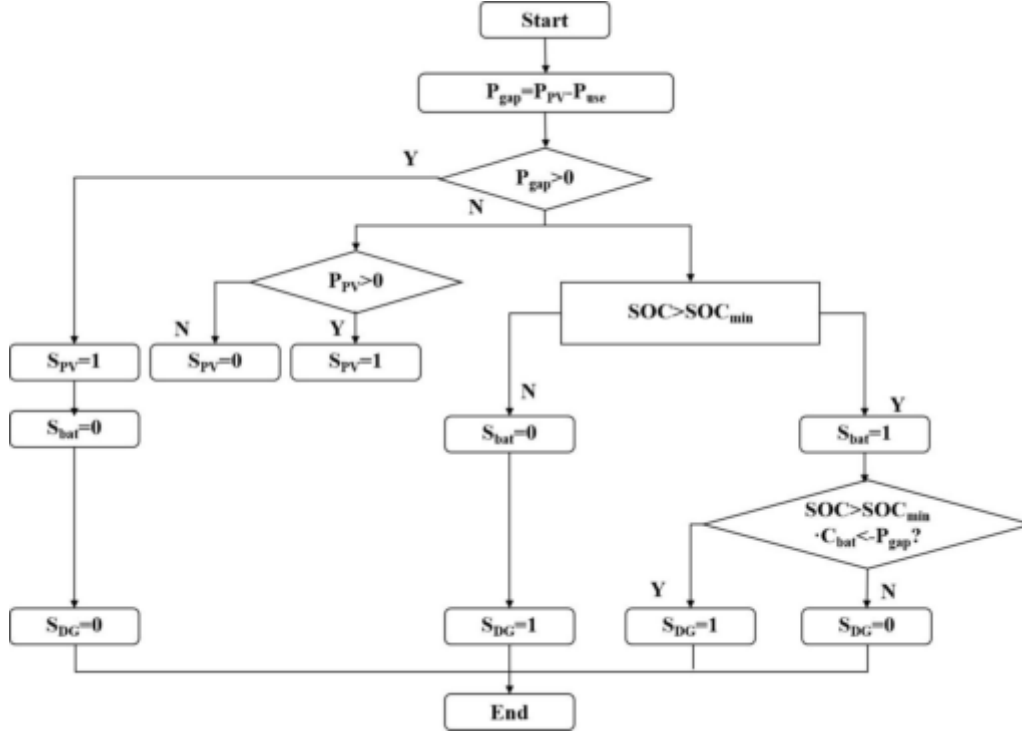 Start
P_gap=P_PV-P_use
Y
P_gap>0
N
P_PV>0
SOC>SOC_min
N
Y
S_PV=1
S_PV=0
S_PV=1
N
Y
S_bat=0
S_bat=0
S_bat=1
SOC>SOC_min
·C_bat<-P_gap?
Y
N
S_DG=0
S_DG=1
S_DG=1
S_DG=0
End